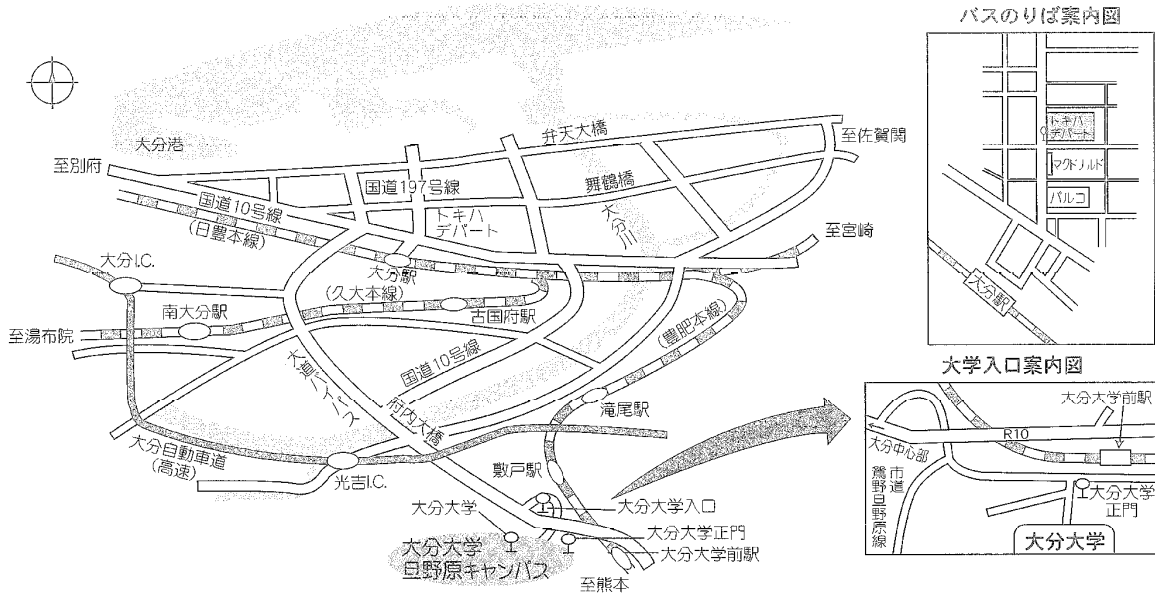 バスのりば案内図
トキハ
デパート
マクドナルド
パルコ
大分駅
大分港
至別府
弁天大橋
至佐賀関
国道197号線
舞鶴橋
国道10号線
(日豊本線)
トキハ
デパート
大分川
至宮崎
大分I.C.
大分駅
(久大本線)
南大分駅
古国府駅
至湯布院
(豊肥本線)
国道10号線
大道バイパス
府内大橋
滝尾駅
大分自動車道
(高速)
光吉I.C.
敷戸駅
大分大学
大分大学入口
大分大学正門
大分大学前駅
大分大学
旦野原キャンパス
至熊本
大学入口案内図
大分大学前駅
R10
大分中心部
市道
鴛野旦野原線
大分大学
正門
大分大学